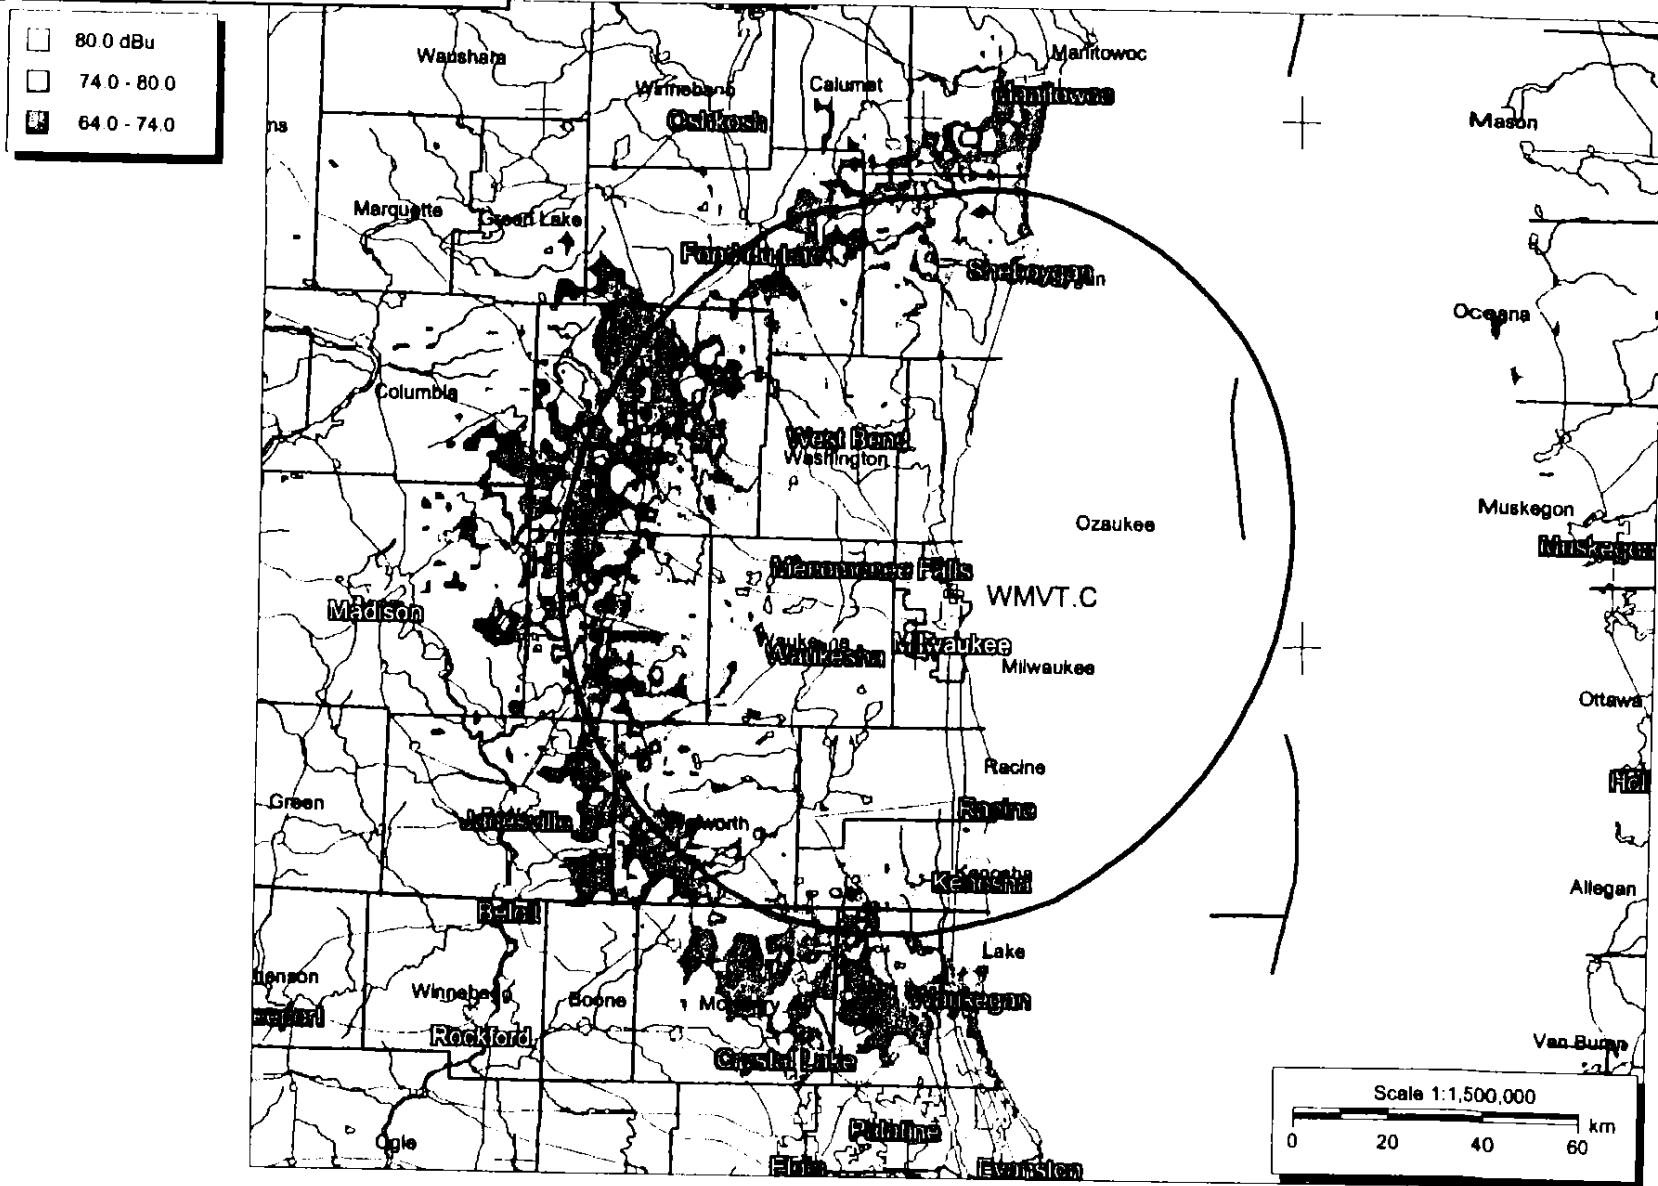 80.0 dBu
74.0 - 80.0
64.0 - 74.0
Waushara
Winnebago
Calumet
Manitowoc
Manitowoc
Oshkosh
Mason
Marquette
Green Lake
Fond du Lac
Sheboygan
Oceana
Columbia
West Bend
Washington
Ozaukee
Muskegon
Muskegon
Menomonee Falls
WMVT.C
Madison
Waukesha
Waukesha
Milwaukee
Milwaukee
Ottawa
Racine
Racine
Green
Janesville
Walworth
Kenosha
Kenosha
Allegan
Beloit
Lake
Winnebago
Boone
McHenry
Waukegan
Rockford
Crystal Lake
Van Buren
Ogle
Palatine
Elgin
Evanston
Scale 1:1,500,000
0 20 40 60 km